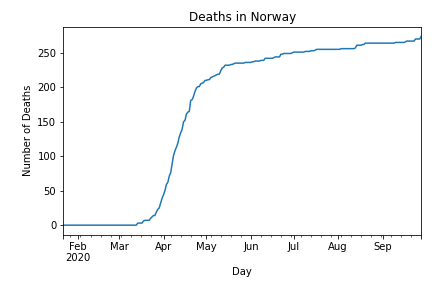 Deaths in Norway
Number of Deaths
250
200
150
100
50
0
Feb
2020
Mar
Apr
May
Jun
Jul
Aug
Sep
Day